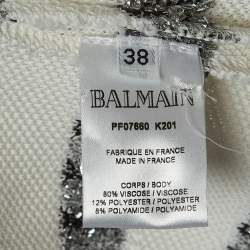 38
BALMAIN
PF07660 K201
FABRIQUE EN FRANCE
MADE IN FRANCE
CORPS / BODY
80% VISCOSE / VISCOSE
12% POLYESTER / POLYESTER
8% POLYAMIDE / POLYAMIDE